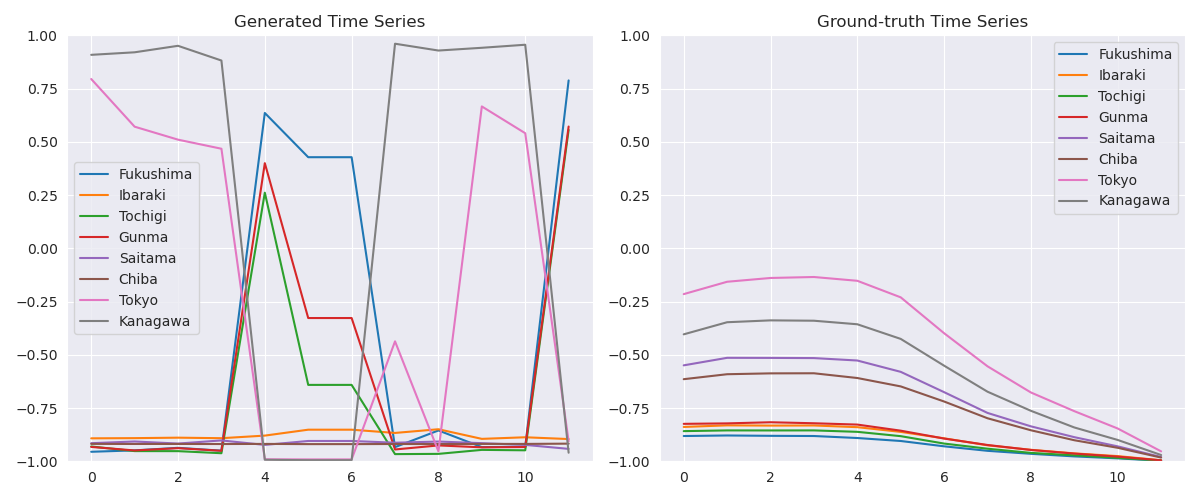 Generated Time Series
1.00
0.75
0.50
0.25
0.00
−0.25
−0.50
−0.75
−1.00
0 2 4 6 8 10
Fukushima
Ibaraki
Tochigi
Gunma
Saitama
Chiba
Tokyo
Kanagawa
Ground-truth Time Series
1.00
0.75
0.50
0.25
0.00
−0.25
−0.50
−0.75
−1.00
0 2 4 6 8 10
Fukushima
Ibaraki
Tochigi
Gunma
Saitama
Chiba
Tokyo
Kanagawa